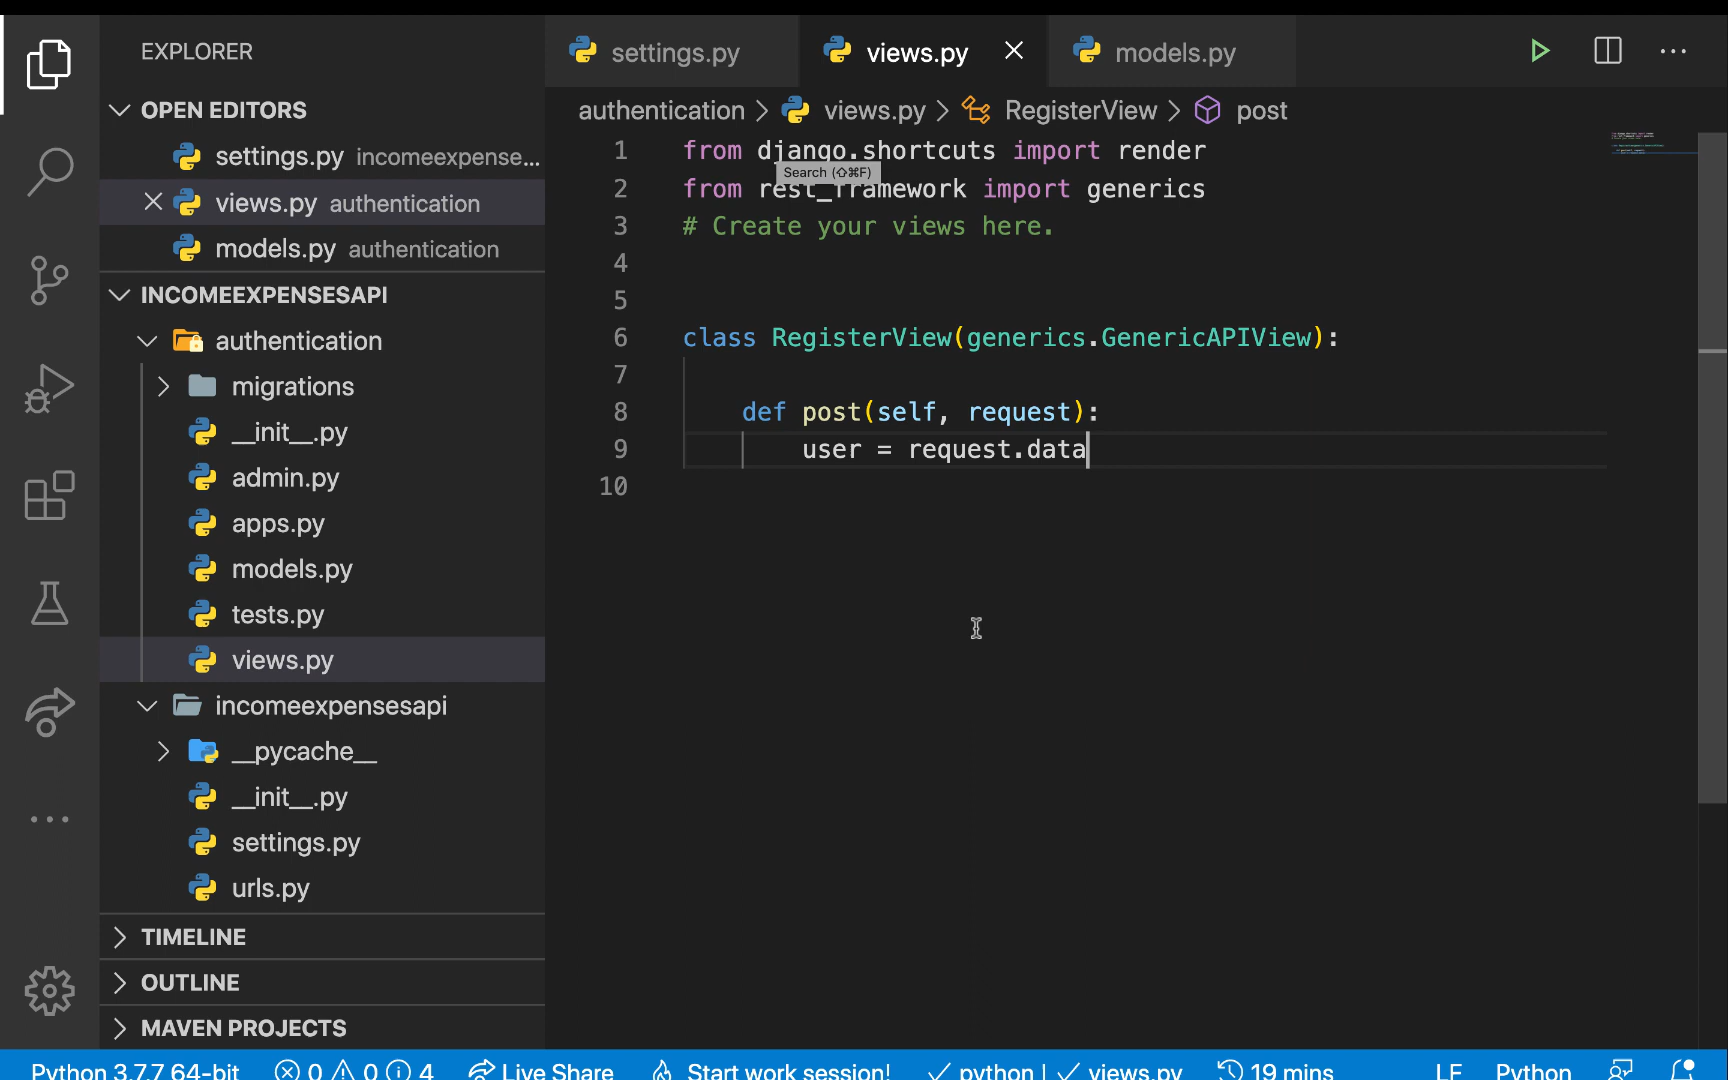 EXPLORER
OPEN EDITORS
settings.py incomeexpense...
views.py authentication
models.py authentication
INCOMEEXPENSESAPI
authentication
migrations
__init__.py
admin.py
apps.py
models.py
tests.py
views.py
incomeexpensesapi
__pycache__
__init__.py
settings.py
urls.py
TIMELINE
OUTLINE
MAVEN PROJECTS
settings.py views.py models.py
authentication > views.py > RegisterView > post
1 from django.shortcuts import render
Search (⇧⌘F)
2 from rest_framework import generics
3 # Create your views here.
4
5
6 class RegisterView(generics.GenericAPIView):
7
8 def post(self, request):
9 user = request.data
10
Python 3.7.7 64-bit 0 0 4 Live Share Start work session! ✓ python | ✓ views.py 19 mins LF Python